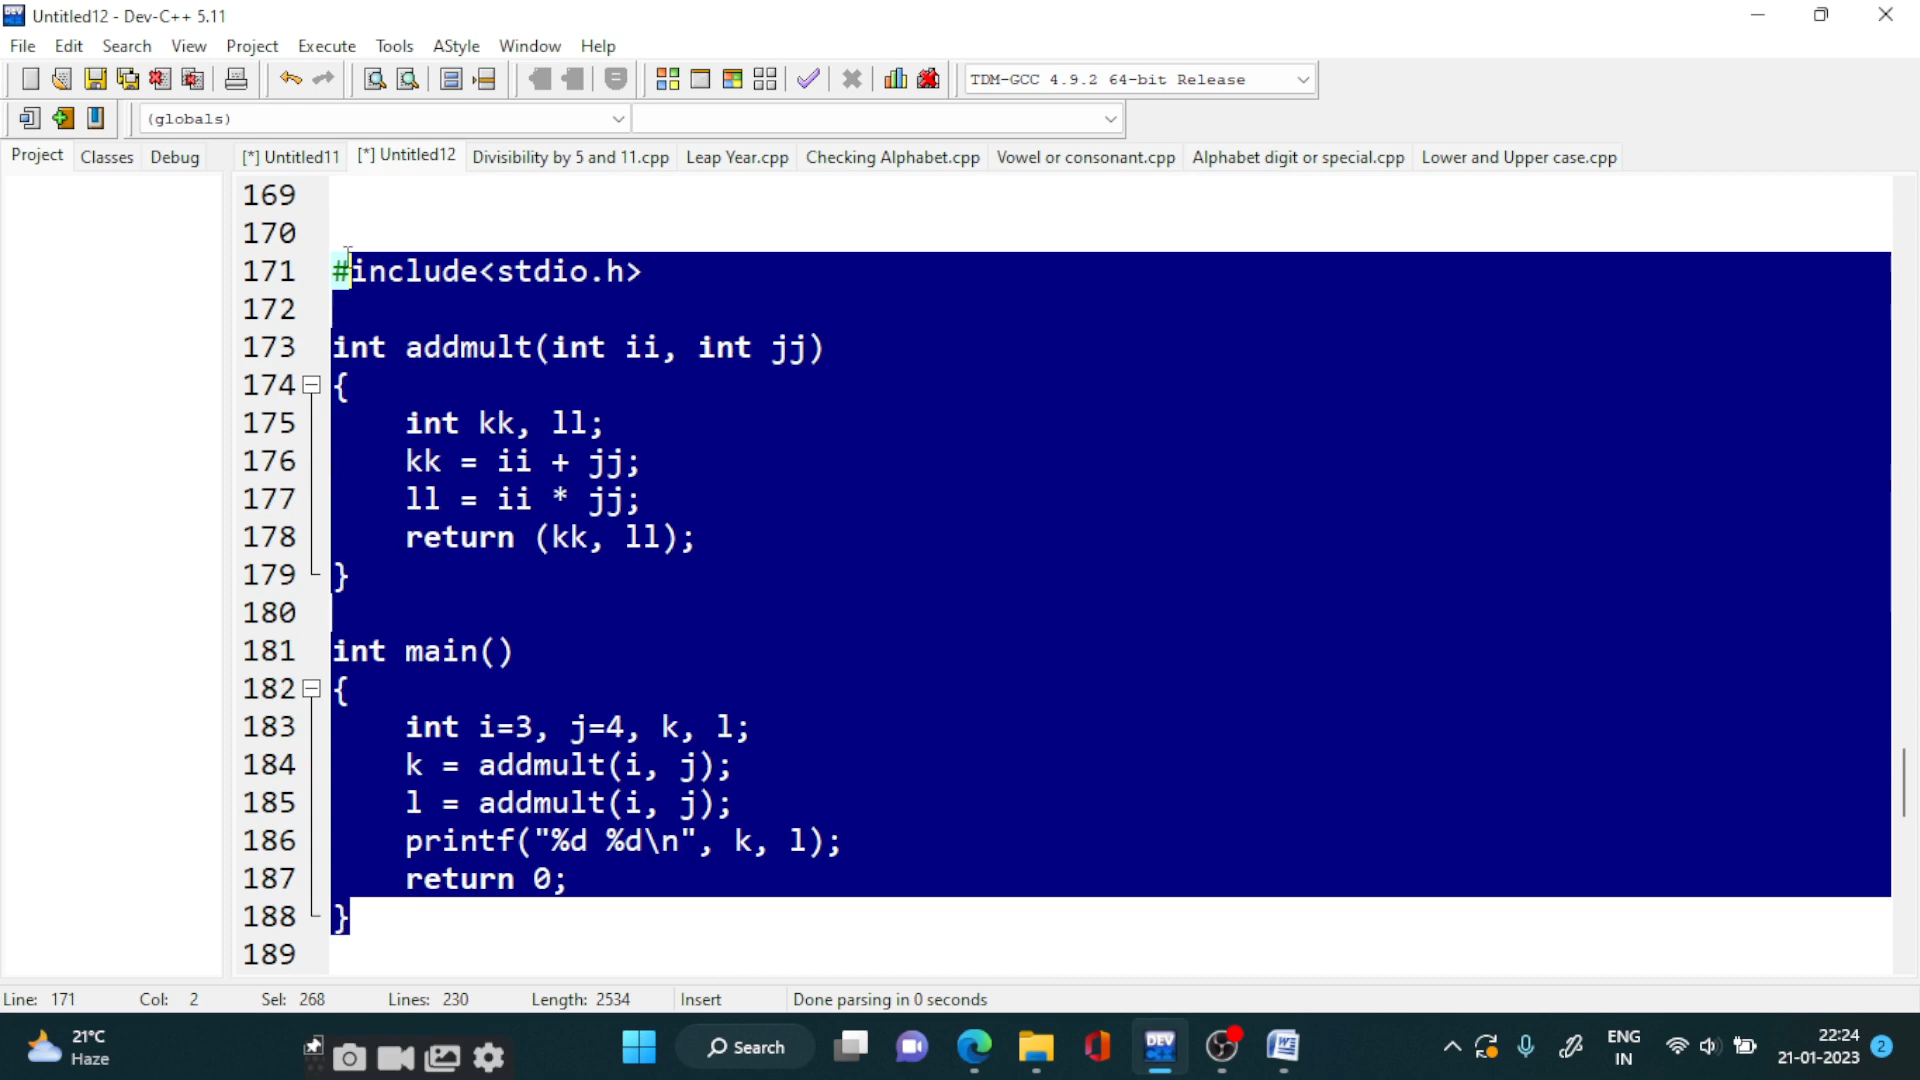 Untitled12 - Dev-C++ 5.11
File Edit Search View Project Execute Tools AStyle Window Help
TDM-GCC 4.9.2 64-bit Release
(globals)
Project Classes Debug [*] Untitled11 [*] Untitled12 Divisibility by 5 and 11.cpp Leap Year.cpp Checking Alphabet.cpp Vowel or consonant.cpp Alphabet digit or special.cpp Lower and Upper case.cpp
169
170
171 #include<stdio.h>
172
173 int addmult(int ii, int jj)
174 {
175 int kk, ll;
176 kk = ii + jj;
177 ll = ii * jj;
178 return (kk, ll);
179 }
180
181 int main()
182 {
183 int i=3, j=4, k, l;
184 k = addmult(i, j);
185 l = addmult(i, j);
186 printf("%d %d\n", k, l);
187 return 0;
188 }
189
Line: 171 Col: 2 Sel: 268 Lines: 230 Length: 2534 Insert Done parsing in 0 seconds
21°C
Haze
Search
DEV
ENG
IN
22:24
21-01-2023
2